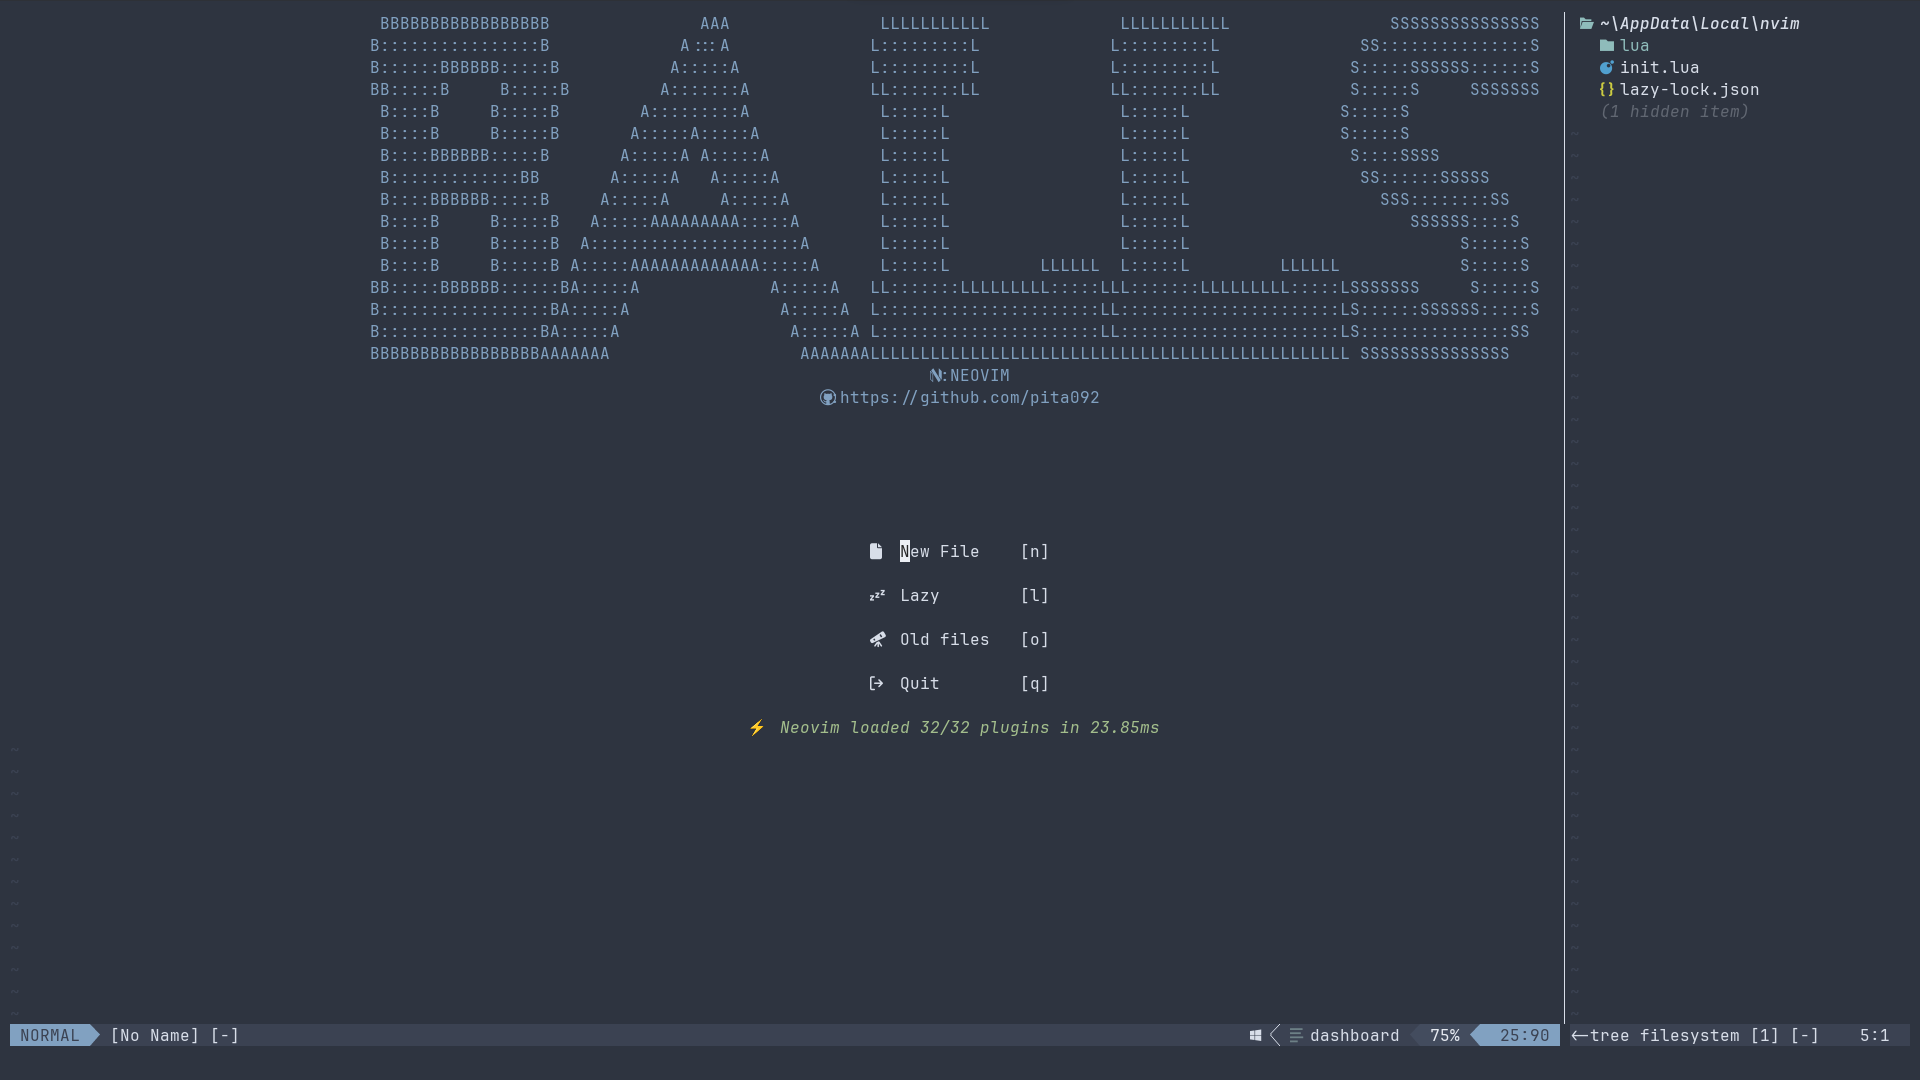 BBBBBBBBBBBBBBBBB               AAA               LLLLLLLLLLL             LLLLLLLLLLL                SSSSSSSSSSSSSSS
B::::::::::::::::B              A:::A              L:::::::::L             L:::::::::L              SS:::::::::::::::S
B::::::BBBBBB:::::B           A:::::A             L:::::::::L             L:::::::::L             S:::::SSSSSS::::::S
BB:::::B     B:::::B         A:::::::A            LL:::::::LL             LL:::::::LL             S:::::S     SSSSSSS
 B::::B     B:::::B        A:::::::::A             L:::::L                 L:::::L               S:::::S
 B::::B     B:::::B       A:::::A:::::A            L:::::L                 L:::::L               S:::::S
 B::::BBBBBB:::::B       A:::::A A:::::A           L:::::L                 L:::::L                S::::SSSS
 B:::::::::::::BB       A:::::A   A:::::A          L:::::L                 L:::::L                 SS::::::SSSSS
 B::::BBBBBB:::::B     A:::::A     A:::::A         L:::::L                 L:::::L                   SSS::::::::SS
 B::::B     B:::::B   A:::::AAAAAAAAA:::::A        L:::::L                 L:::::L                      SSSSSS::::S
 B::::B     B:::::B  A:::::::::::::::::::::A       L:::::L                 L:::::L                           S:::::S
 B::::B     B:::::B A:::::AAAAAAAAAAAAA:::::A      L:::::L         LLLLLL  L:::::L         LLLLLL            S:::::S
BB:::::BBBBBB::::::BA:::::A             A:::::A   LL:::::::LLLLLLLLL:::::LLL:::::::LLLLLLLLL:::::LSSSSSSS     S:::::S
B:::::::::::::::::BA:::::A               A:::::A  L::::::::::::::::::::::LL::::::::::::::::::::::LS::::::SSSSSS:::::S
B::::::::::::::::BA:::::A                 A:::::A L::::::::::::::::::::::LL::::::::::::::::::::::LS:::::::::::::::SS
BBBBBBBBBBBBBBBBBAAAAAAA                   AAAAAAALLLLLLLLLLLLLLLLLLLLLLLLLLLLLLLLLLLLLLLLLLLLLLLL SSSSSSSSSSSSSSS
:NEOVIM
https://github.com/pita092
New File [n]
Lazy [l]
Old files [o]
Quit [q]
⚡ Neovim loaded 32/32 plugins in 23.85ms
~\AppData\Local\nvim
lua
init.lua
lazy-lock.json
(1 hidden item)
NORMAL [No Name] [-] dashboard 75% 25:90
←tree filesystem [1] [-] 5:1